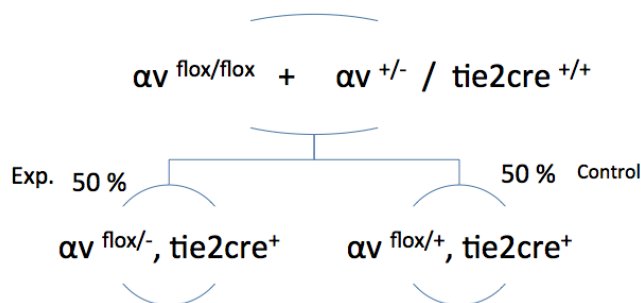 αv flox/flox + αv +/- / tie2cre +/+
Exp. 50 % 50 % Control
αv flox/-, tie2cre+ αv flox/+, tie2cre+